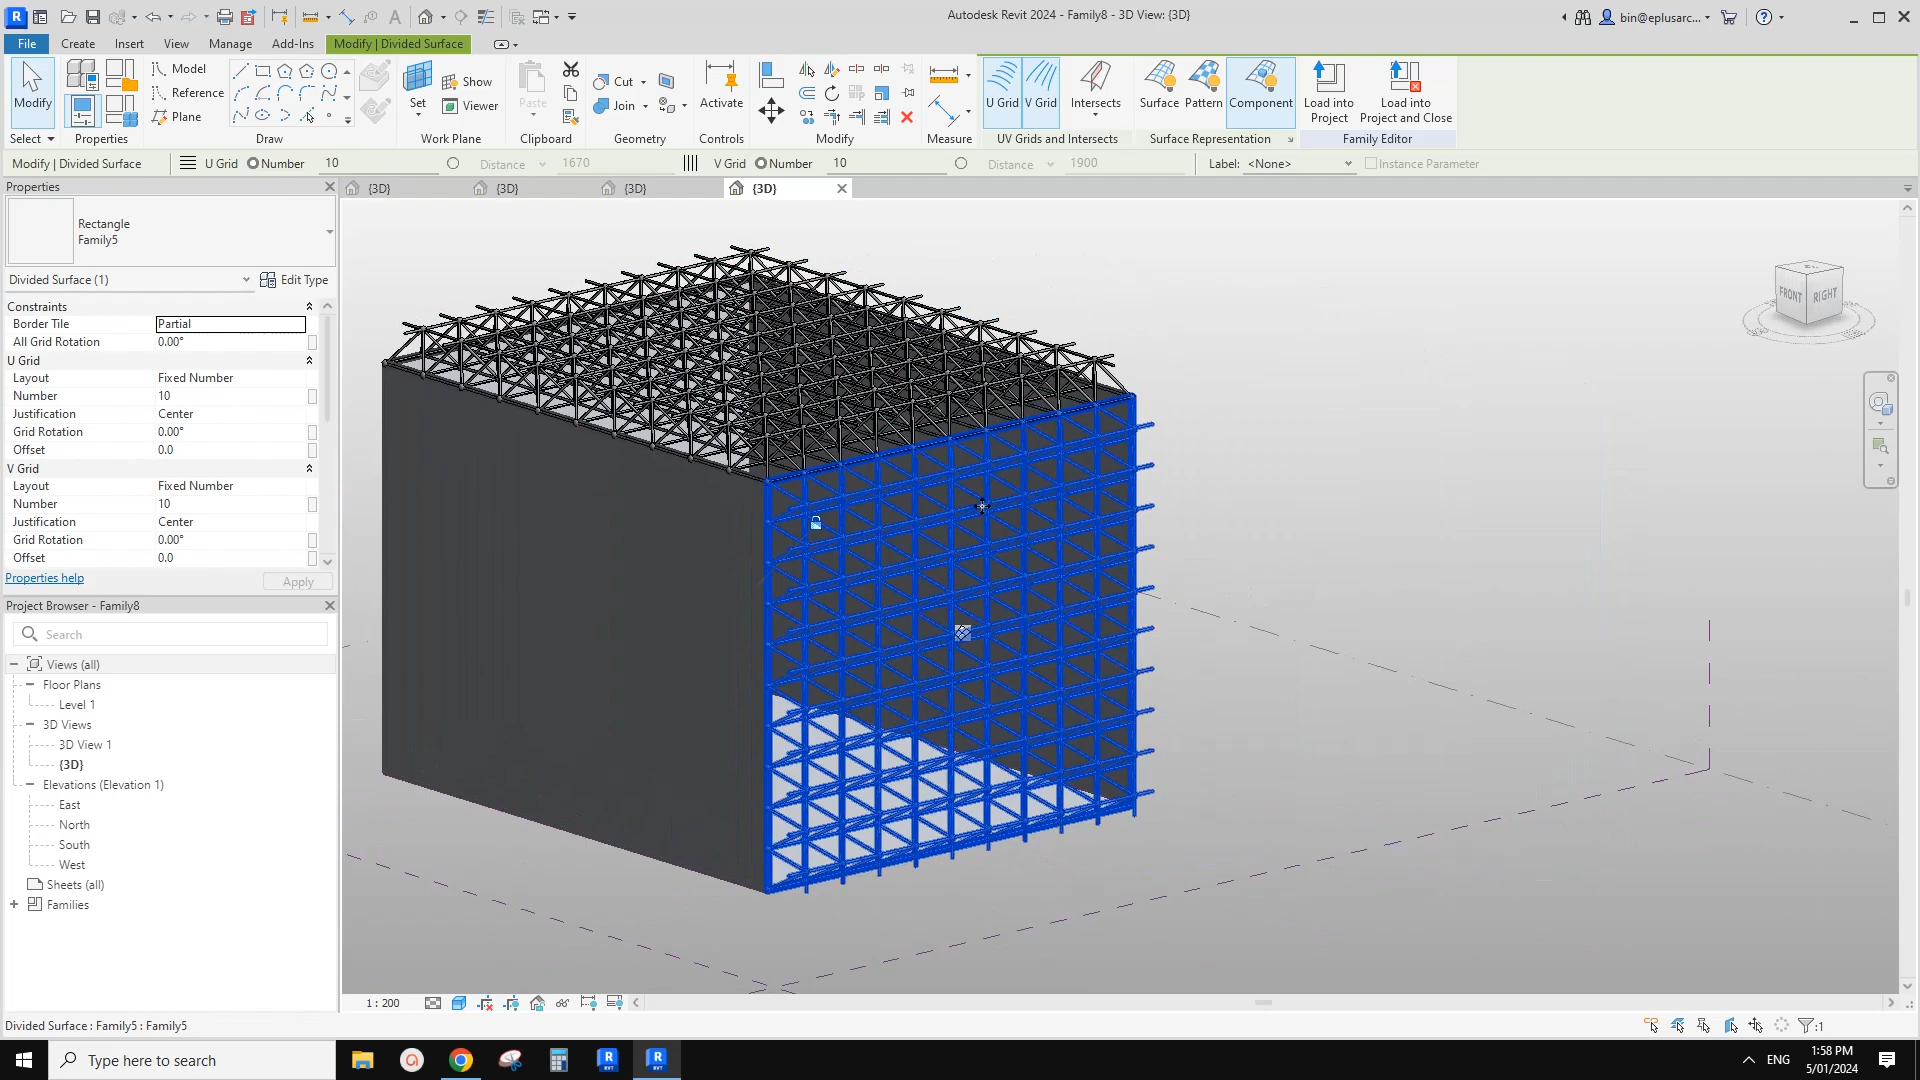 Autodesk Revit 2024 - Family8 - 3D View: {3D}
bin@eplusarc...
File
Create
Insert
View
Manage
Add-Ins
Modify | Divided Surface
Modify
Model
Reference
Plane
Set
Show
Viewer
Paste
Cut
Join
Activate
U Grid
V Grid
Intersects
Surface
Pattern
Component
Load into
Project
Load into
Project and Close
Select
Properties
Draw
Work Plane
Clipboard
Geometry
Controls
Modify
Measure
UV Grids and Intersects
Surface Representation
Family Editor
Modify | Divided Surface
U Grid
Number
10
Distance
1670
V Grid
Number
10
Distance
1900
Label: <None>
Instance Parameter
Properties
{3D}
{3D}
{3D}
{3D}
Rectangle
Family5
Divided Surface (1)
Edit Type
Constraints
Border Tile Partial
All Grid Rotation 0.00°
U Grid
Layout Fixed Number
Number 10
Justification Center
Grid Rotation 0.00°
Offset 0.0
V Grid
Layout Fixed Number
Number 10
Justification Center
Grid Rotation 0.00°
Offset 0.0
Properties help
Apply
FRONT
RIGHT
Project Browser - Family8
Search
Views (all)
Floor Plans
Level 1
3D Views
3D View 1
{3D}
Elevations (Elevation 1)
East
North
South
West
Sheets (all)
Families
1 : 200
Divided Surface : Family5 : Family5
:1
Type here to search
ENG
1:58 PM
5/01/2024